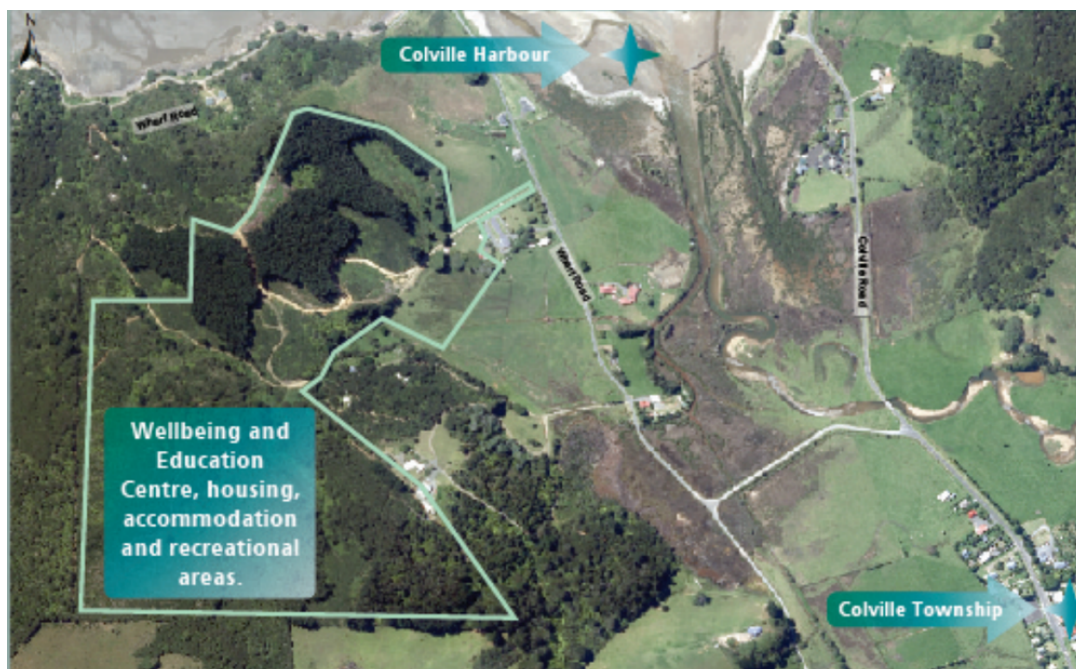 N
Colville Harbour
Wharf Road
Wharf Road
Colville Road
Wellbeing and
Education
Centre, housing,
accommodation
and recreational
areas.
Colville Township